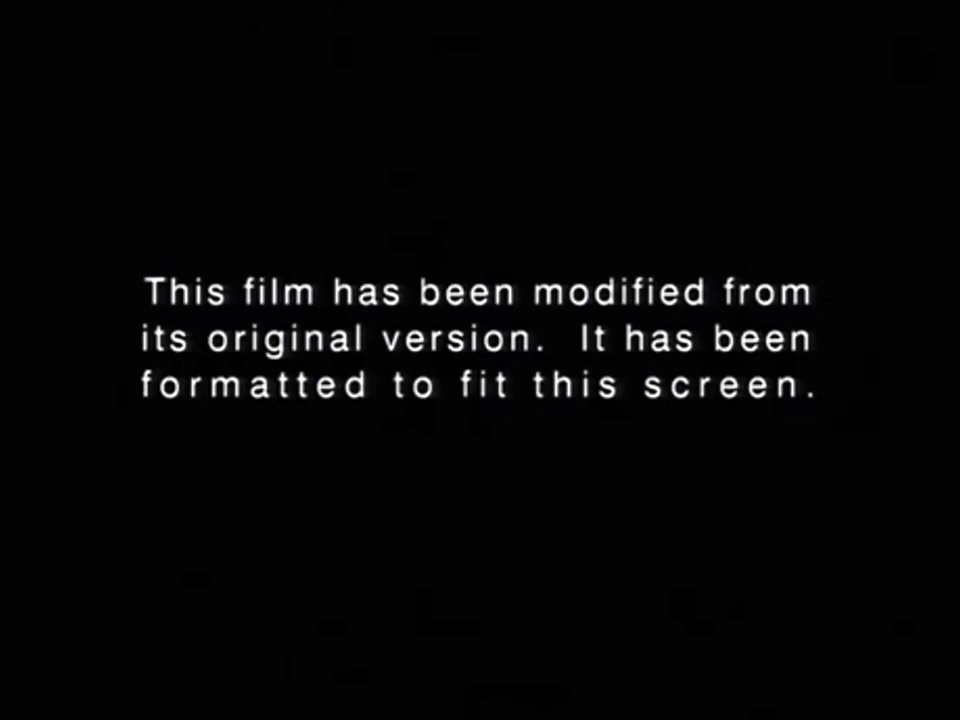 This film has been modified from
its original version. It has been
formatted to fit this screen.